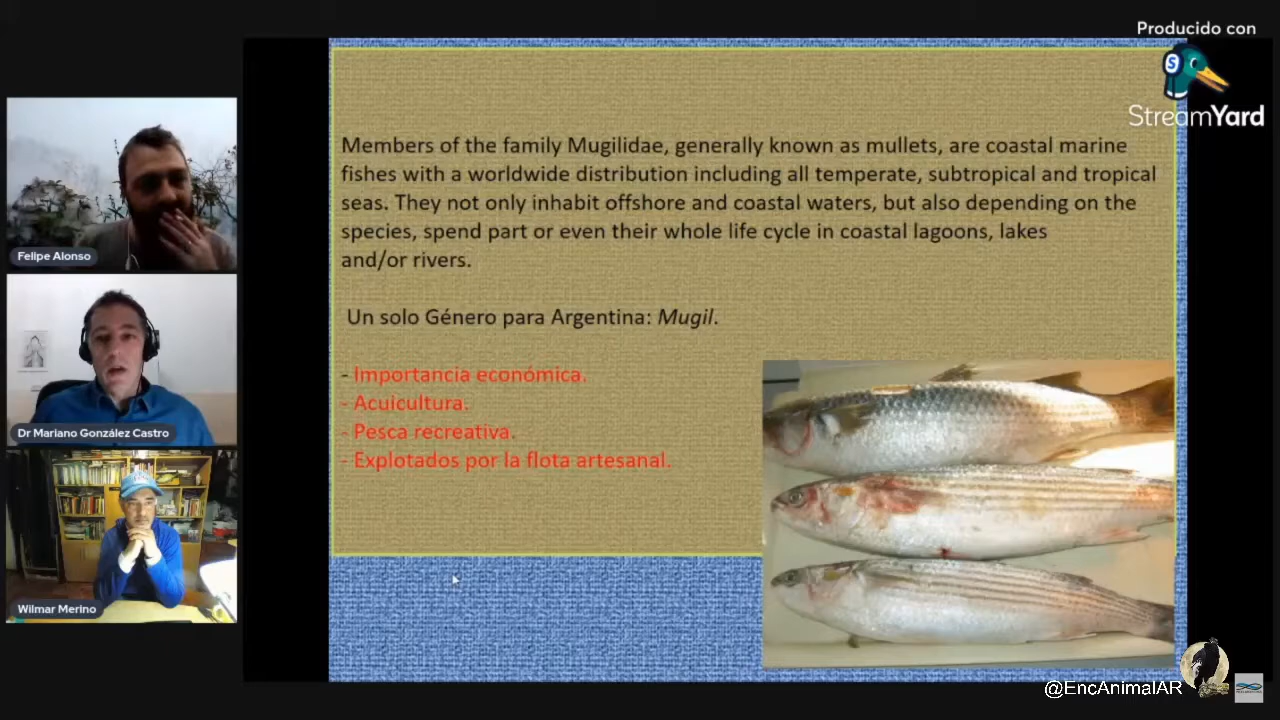 Producido con
StreamYard
Members of the family Mugilidae, generally known as mullets, are coastal marine
fishes with a worldwide distribution including all temperate, subtropical and tropical
seas. They not only inhabit offshore and coastal waters, but also depending on the
species, spend part or even their whole life cycle in coastal lagoons, lakes
and/or rivers.
Un solo Género para Argentina: Mugil.
- Importancia económica.
- Acuicultura.
- Pesca recreativa.
- Explotados por la flota artesanal.
Felipe Alonso
Dr Mariano González Castro
Wilmar Merino
@EncAnimalAR